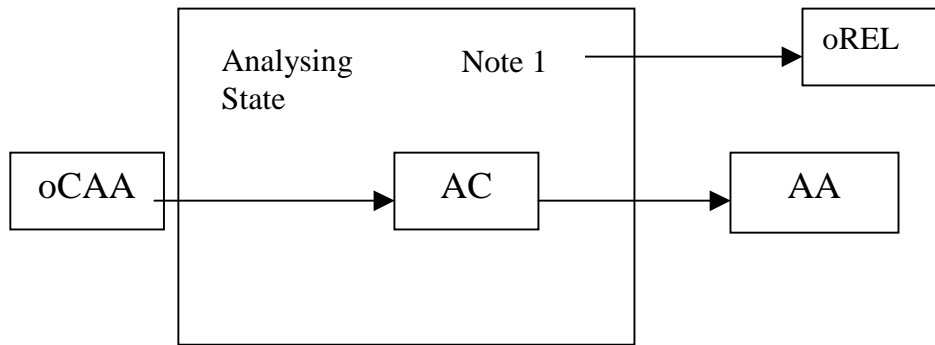 oREL
Analysing Note 1
State
oCAA
AC
AA